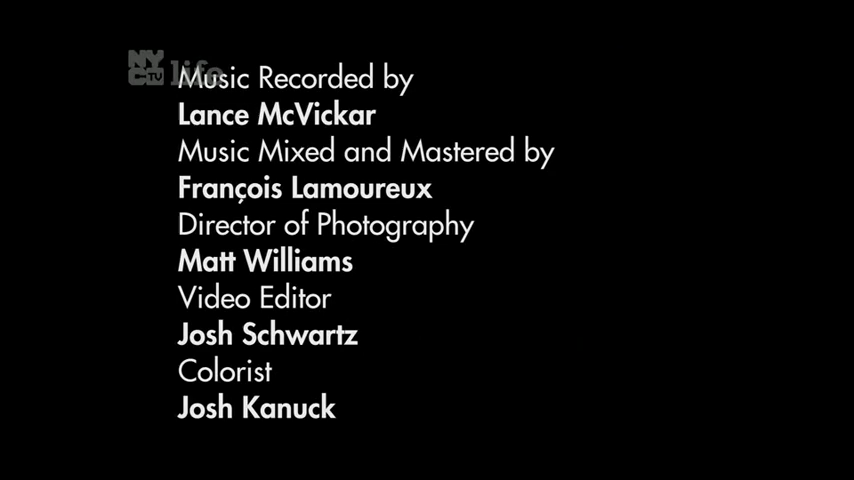 NYC TV life
Music Recorded by
Lance McVickar
Music Mixed and Mastered by
François Lamoureux
Director of Photography
Matt Williams
Video Editor
Josh Schwartz
Colorist
Josh Kanuck